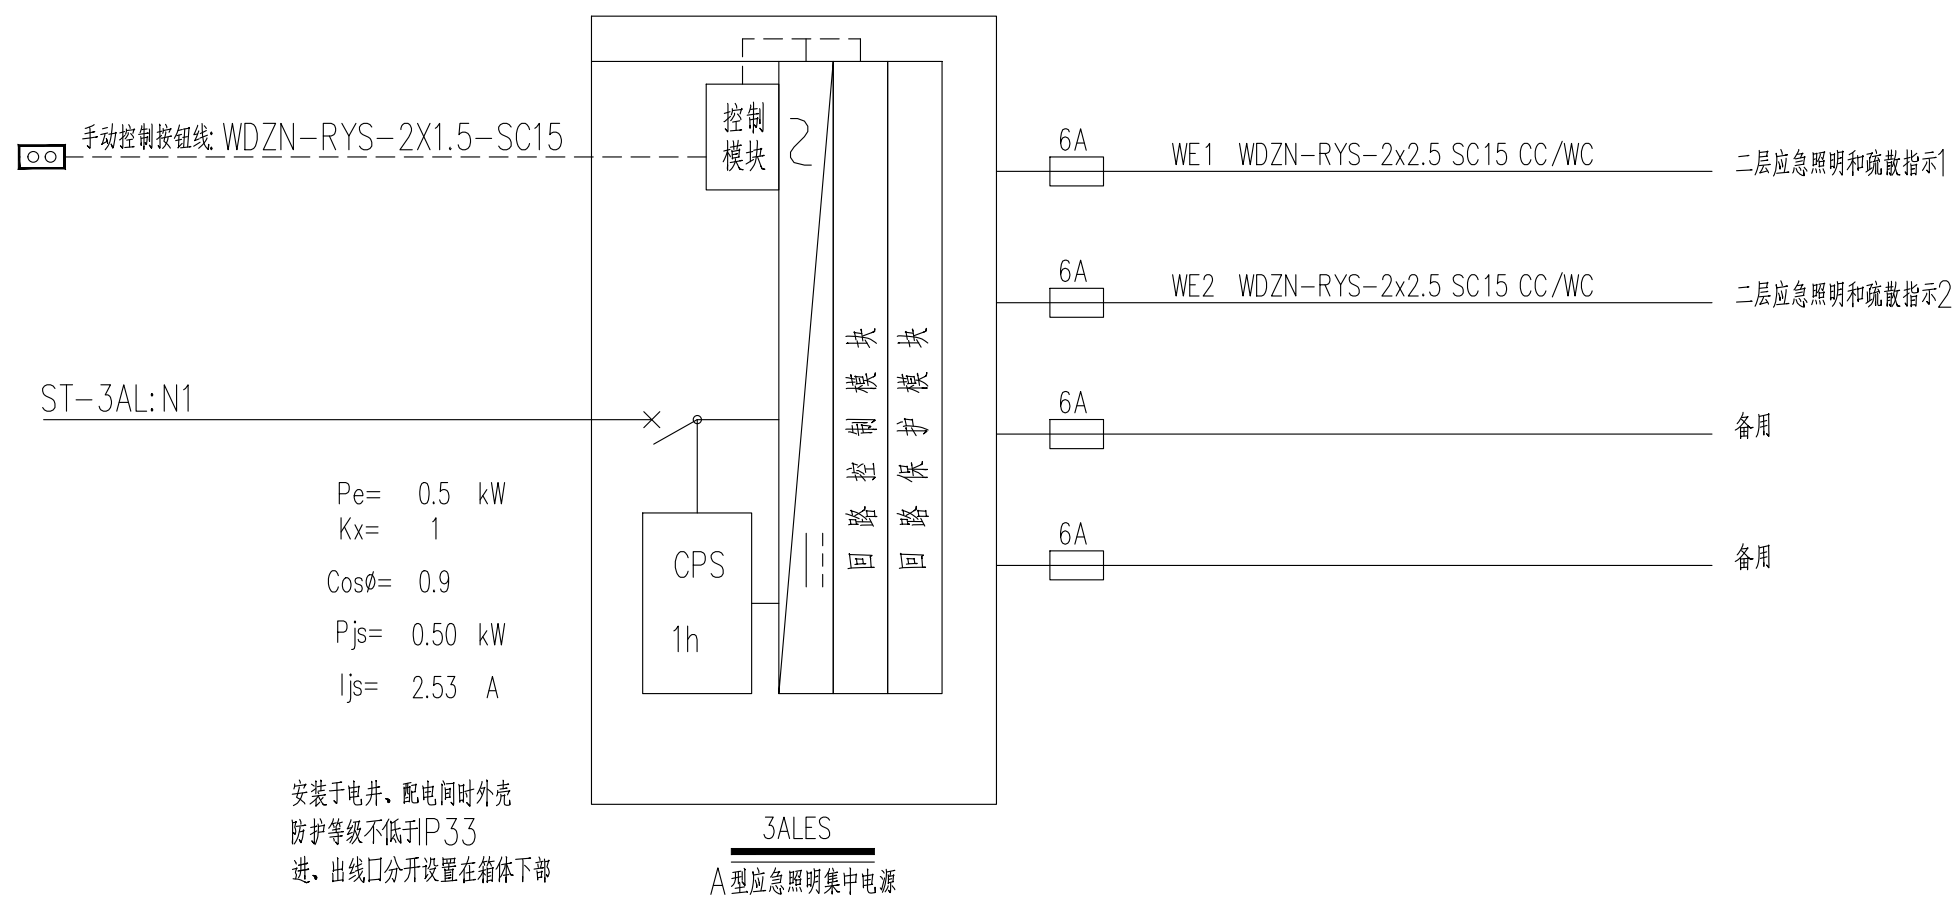 控制
模块
手动控制按钮线: WDZN-RYS-2X1.5-SC15
6A
WE1 WDZN-RYS-2x2.5 SC15 CC/WC
二层应急照明和疏散指示1
6A
WE2 WDZN-RYS-2x2.5 SC15 CC/WC
二层应急照明和疏散指示2
ST-3AL:N1
6A
备用
6A
备用
回路控制模块
回路保护模块
Pe= 0.5 kW
Kx= 1
Cosø= 0.9
Pjs= 0.50 kW
Ijs= 2.53 A
CPS
1h
安装于电井、配电间时外壳
防护等级不低于IP33
进、出线口分开设置在箱体下部
3ALES
A型应急照明集中电源